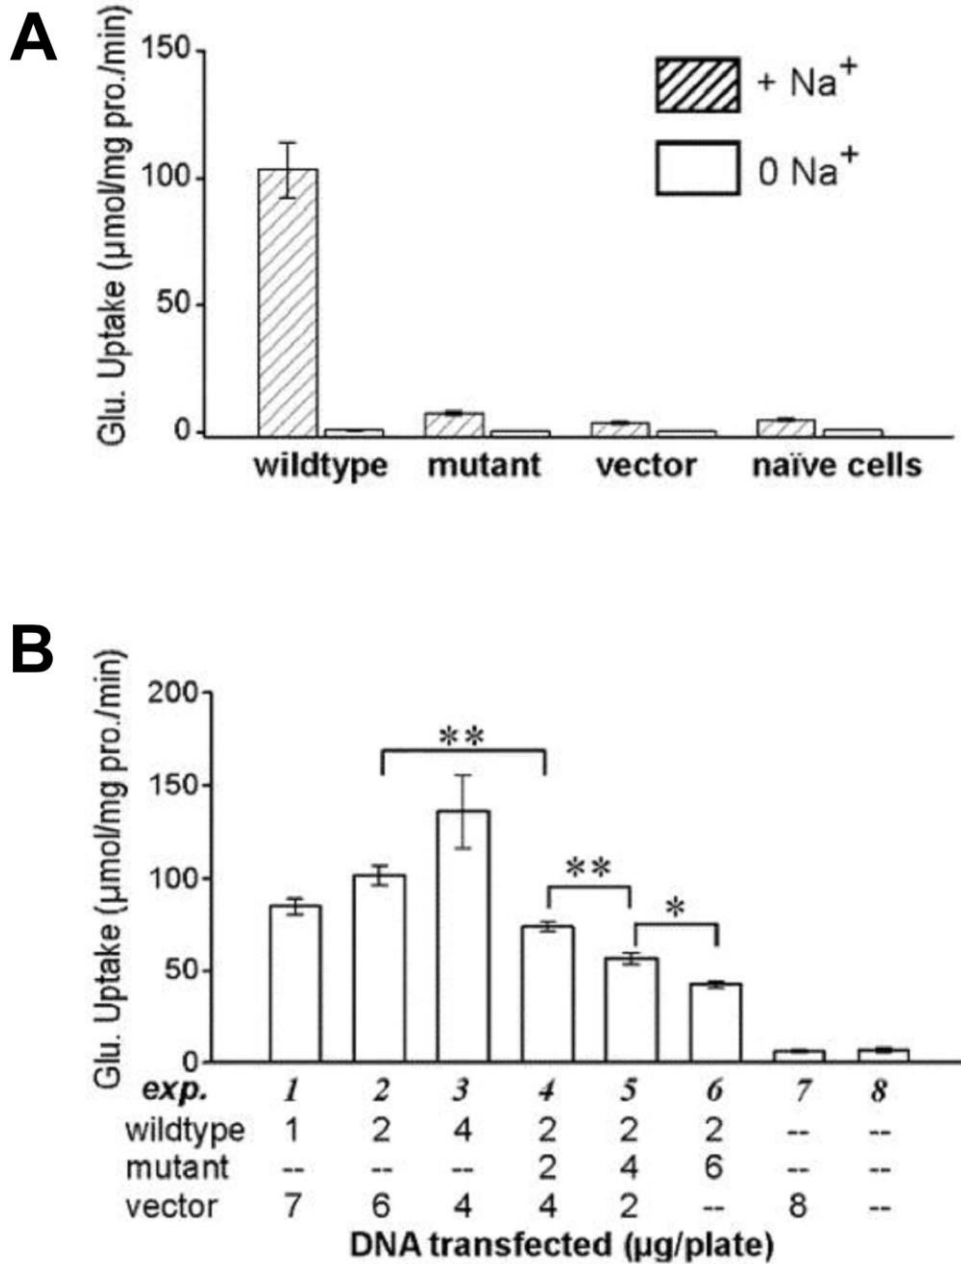 A
Glu. Uptake (µmol/mg pro./min)
150
100
50
0
+ Na+
0 Na+
wildtype mutant vector naïve cells
B
Glu. Uptake (µmol/mg pro./min)
200
150
100
50
0
**
**
*
exp. 1 2 3 4 5 6 7 8
wildtype 1 2 4 2 2 2 -- --
mutant -- -- -- 2 4 6 -- --
vector 7 6 4 4 2 -- 8 --
DNA transfected (µg/plate)